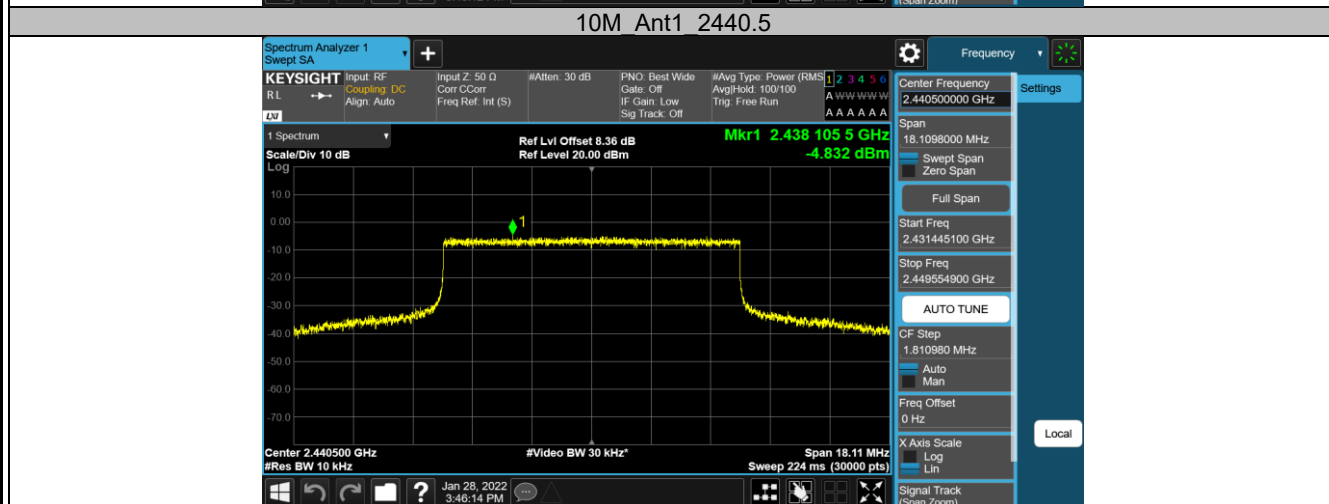 (Span Zoom)
10M_Ant1_2440.5
Spectrum Analyzer 1
Swept SA
+
Frequency
KEYSIGHT
RL
LXI
Input: RF
Coupling: DC
Align: Auto
Input Z: 50 Ω
Corr CCorr
Freq Ref: Int (S)
#Atten: 30 dB
PNO: Best Wide
Gate: Off
IF Gain: Low
Sig Track: Off
#Avg Type: Power (RMS
Avg|Hold: 100/100
Trig: Free Run
1 2 3 4 5 6
A W W W W W
A A A A A A
1 Spectrum
Scale/Div 10 dB
Log
Ref Lvl Offset 8.36 dB
Ref Level 20.00 dBm
Mkr1 2.438 105 5 GHz
-4.832 dBm
10.0
0.00
-10.0
-20.0
-30.0
-40.0
-50.0
-60.0
-70.0
1
Center 2.440500 GHz
#Res BW 10 kHz
#Video BW 30 kHz*
Span 18.11 MHz
Sweep 224 ms (30000 pts)
Center Frequency
2.440500000 GHz
Settings
Span
18.1098000 MHz
Swept Span
Zero Span
Full Span
Start Freq
2.431445100 GHz
Stop Freq
2.449554900 GHz
AUTO TUNE
CF Step
1.810980 MHz
Auto
Man
Freq Offset
0 Hz
X Axis Scale
Log
Lin
Local
Signal Track
(Span Zoom)
?
Jan 28, 2022
3:46:14 PM